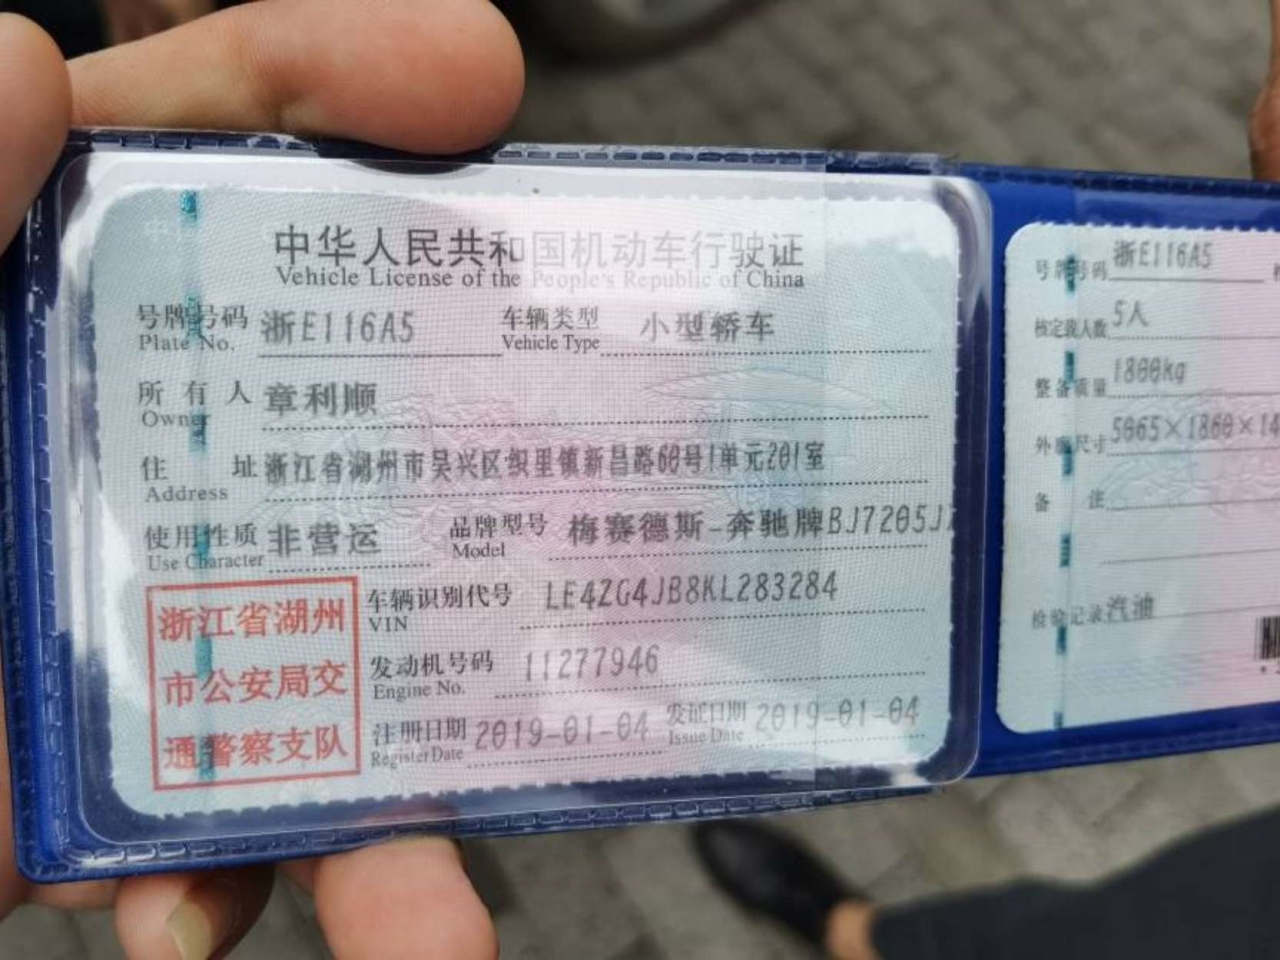 中华人民共和国机动车行驶证
Vehicle License of the People's Republic of China
号牌号码 浙E116A5 车辆类型 小型轿车
Plate No. Vehicle Type
所有人 章利顺
Owner
住址 浙江省湖州市吴兴区织里镇新昌路60号1单元201室
Address
使用性质 非营运 品牌型号 梅赛德斯-奔驰牌BJ7205J
Use Character Model
浙江省湖州
市公安局交
通警察支队
车辆识别代号 LE4ZG4JB8KL283284
VIN
发动机号码 11277946
Engine No.
注册日期 2019-01-04 发证日期 2019-01-04
Register Date Issue Date
号牌号码 浙E116A5
核定载人数 5人
整备质量 1800kg
外廓尺寸 5065×1860×14
备注
检验记录 汽油